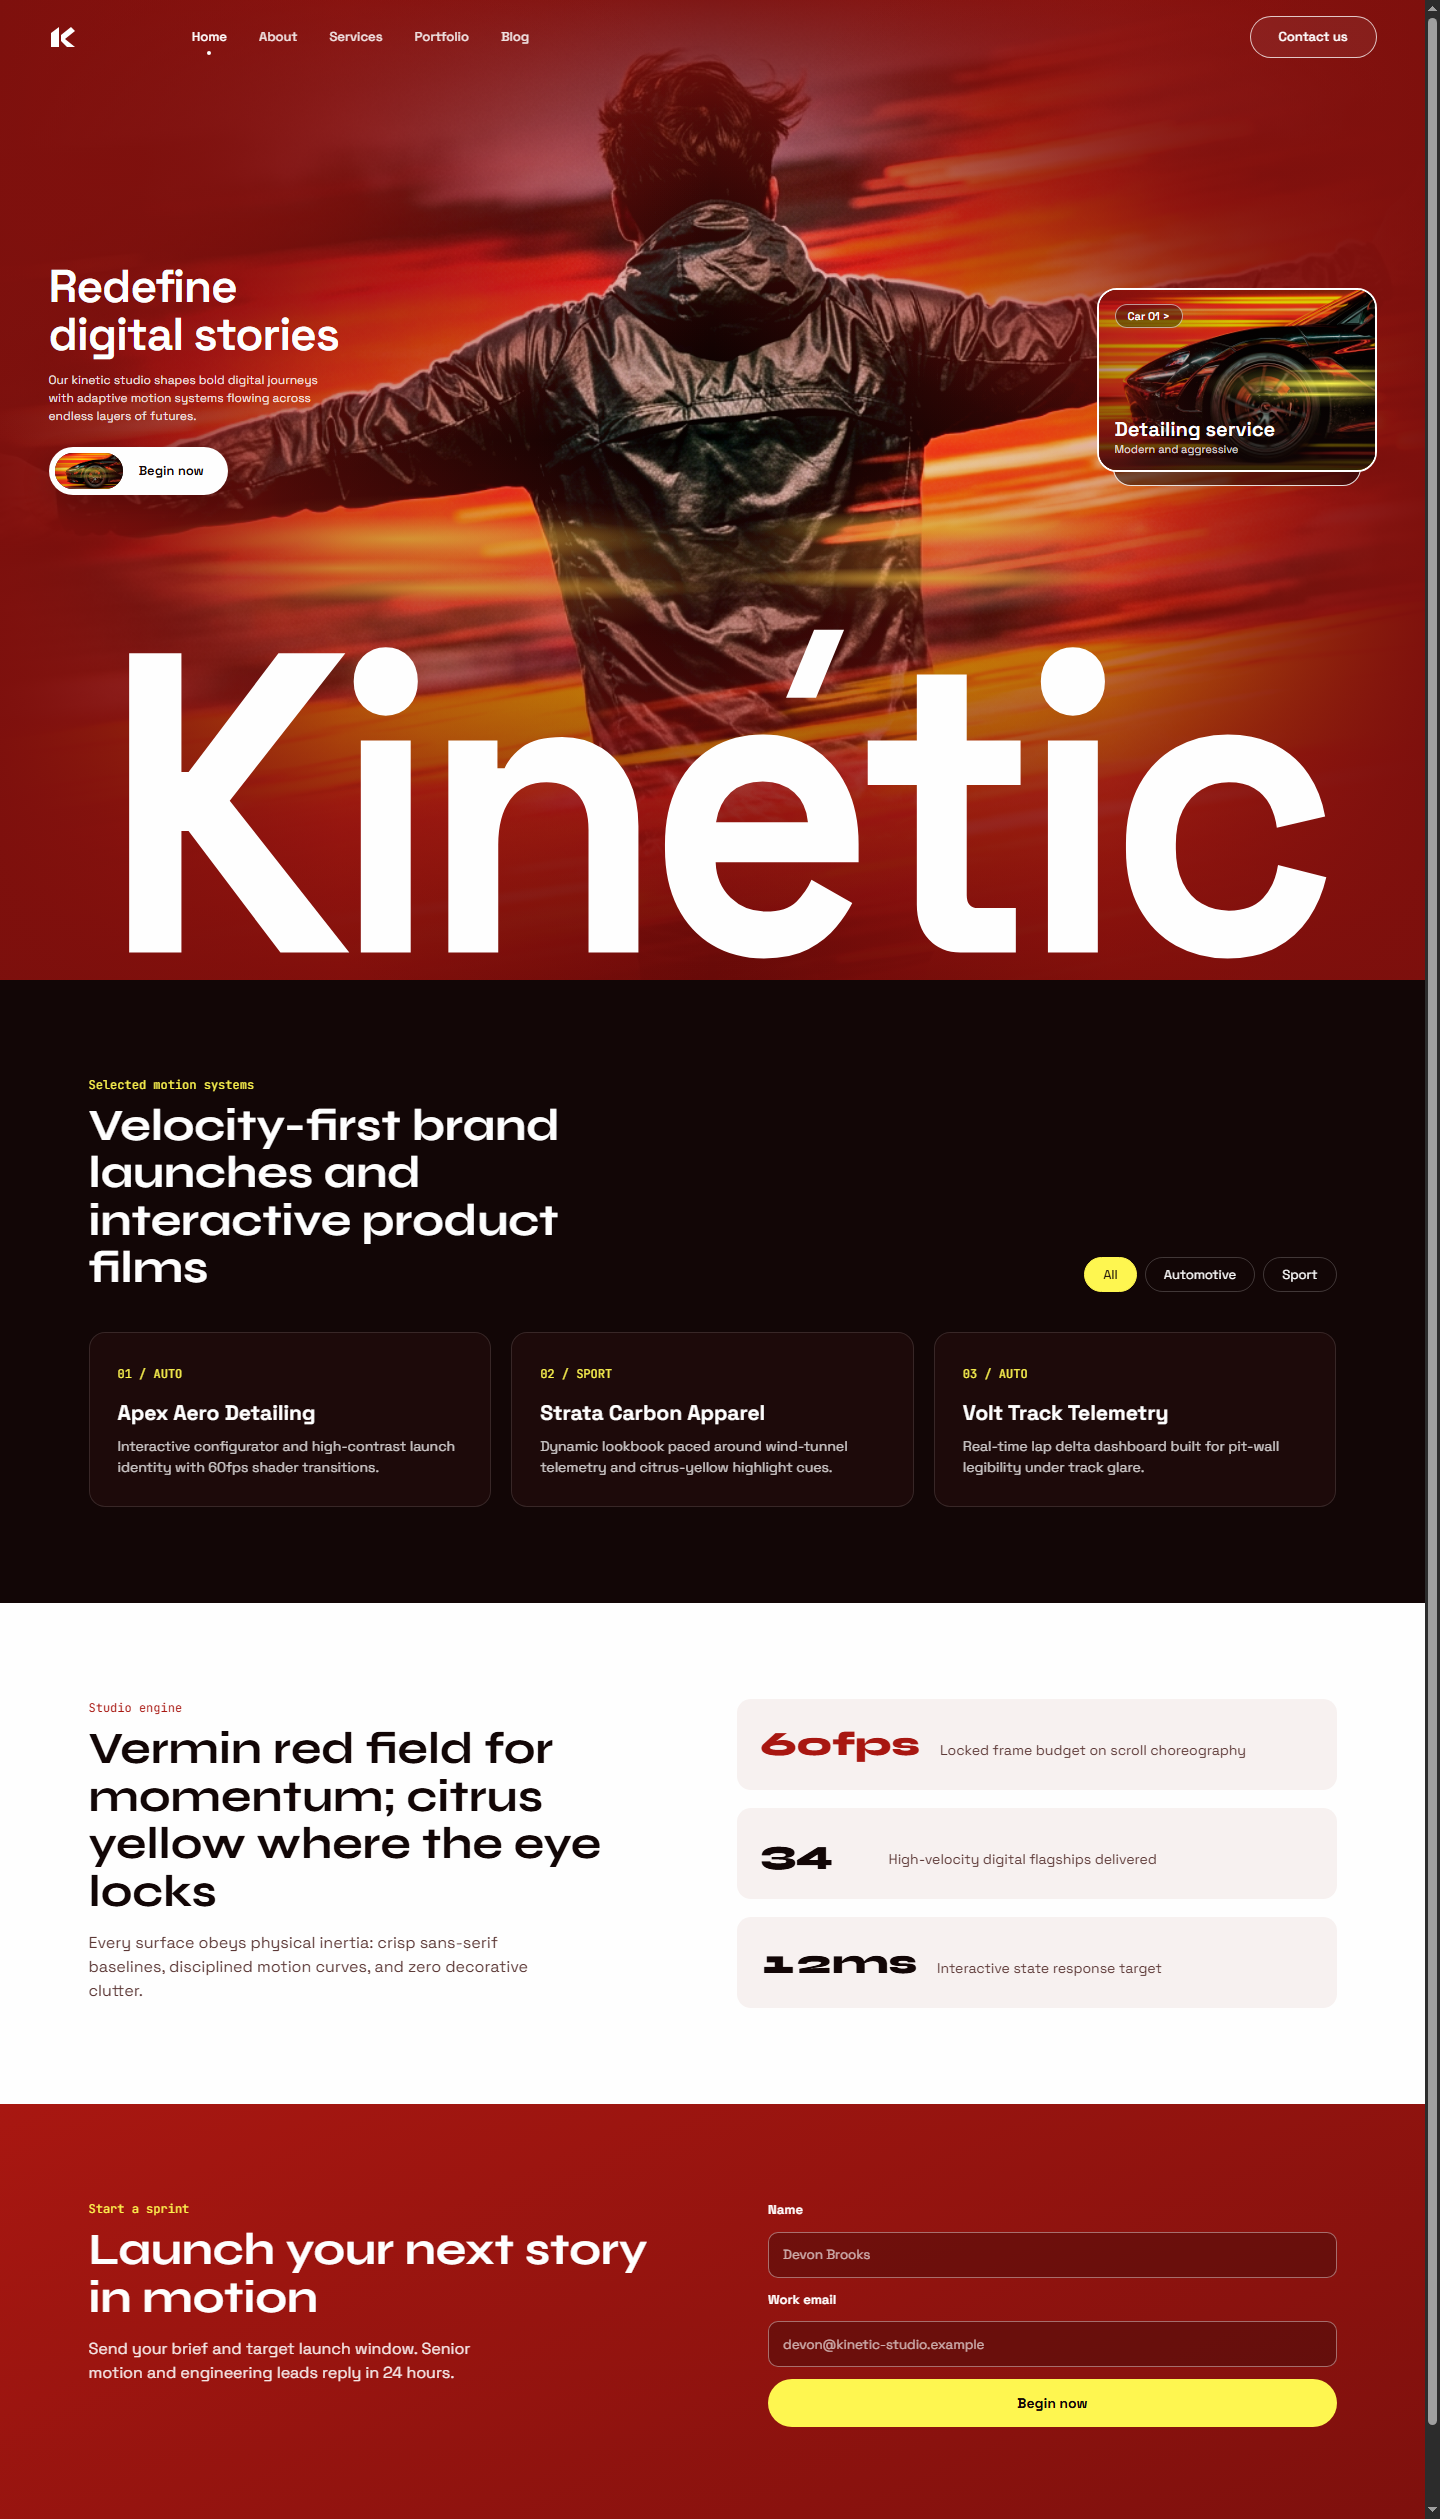 Home About Services Portfolio Blog
Contact us
Redefine
digital stories
Our kinetic studio shapes bold digital journeys
with adaptive motion systems flowing across
endless layers of futures.
Begin now
Car 01 >
Detailing service
Modern and aggressive
Kinétic
Selected motion systems
Velocity-first brand
launches and
interactive product
films
All Automotive Sport
01 / AUTO
Apex Aero Detailing
Interactive configurator and high-contrast launch
identity with 60fps shader transitions.
02 / SPORT
Strata Carbon Apparel
Dynamic lookbook paced around wind-tunnel
telemetry and citrus-yellow highlight cues.
03 / AUTO
Volt Track Telemetry
Real-time lap delta dashboard built for pit-wall
legibility under track glare.
Studio engine
Vermin red field for
momentum; citrus
yellow where the eye
locks
Every surface obeys physical inertia: crisp sans-serif
baselines, disciplined motion curves, and zero decorative
clutter.
60fps Locked frame budget on scroll choreography
34 High-velocity digital flagships delivered
12ms Interactive state response target
Start a sprint
Launch your next story
in motion
Send your brief and target launch window. Senior
motion and engineering leads reply in 24 hours.
Name
Devon Brooks
Work email
devon@kinetic-studio.example
Begin now